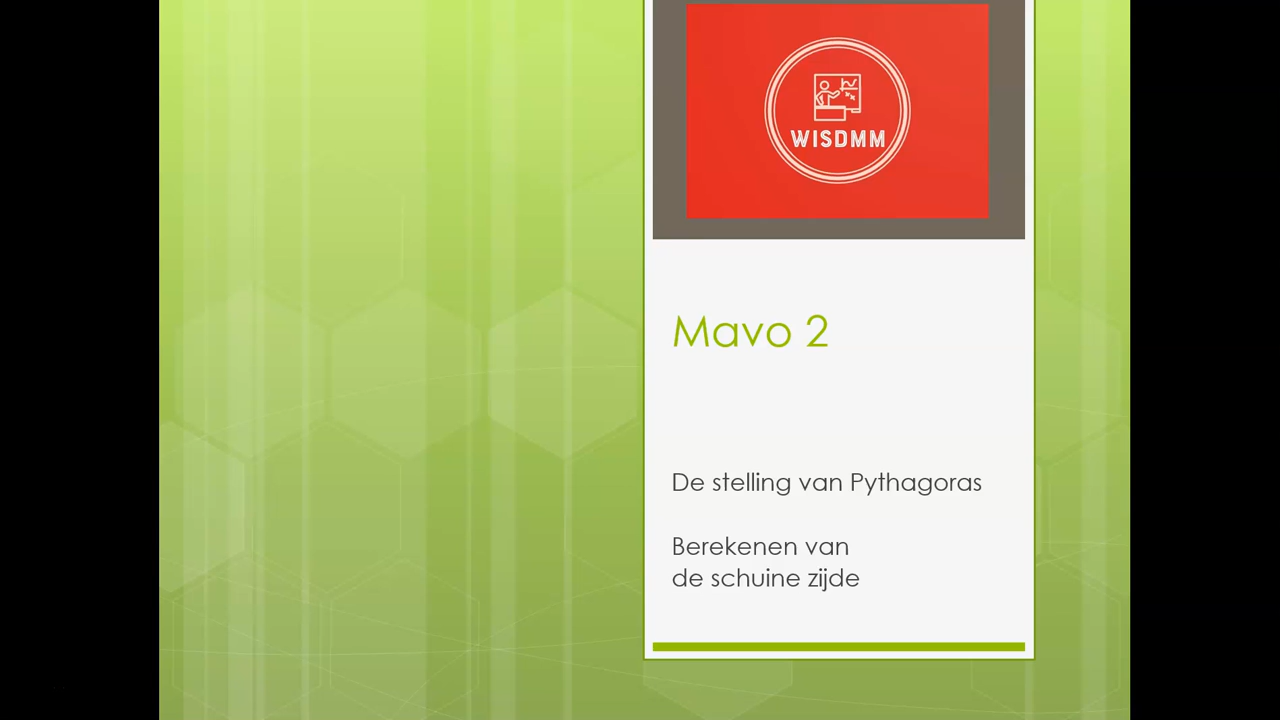 WISDMM
Mavo 2
De stelling van Pythagoras
Berekenen van
de schuine zijde